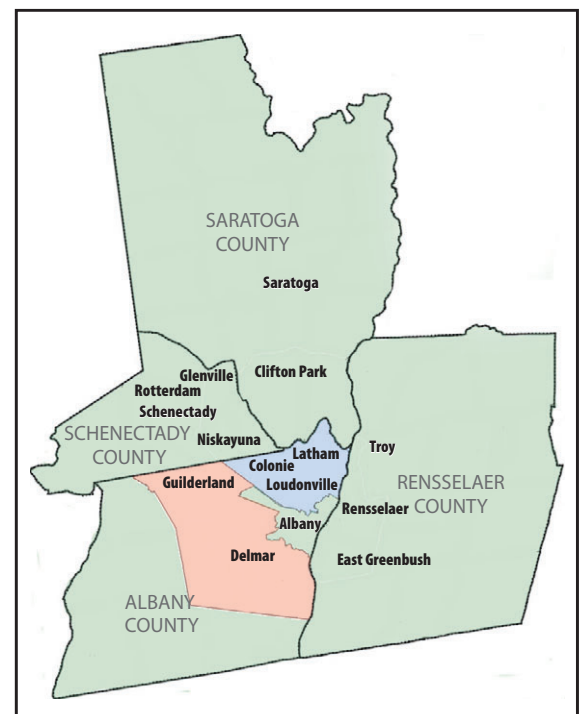 SARATOGA
COUNTY
Saratoga
Clifton Park
Glenville
Rotterdam
Schenectady
SCHENECTADY
COUNTY
Niskayuna
Latham
Colonie
Loudonville
Guilderland
Albany
Delmar
ALBANY
COUNTY
Troy
RENSSELAER
COUNTY
Rensselaer
East Greenbush